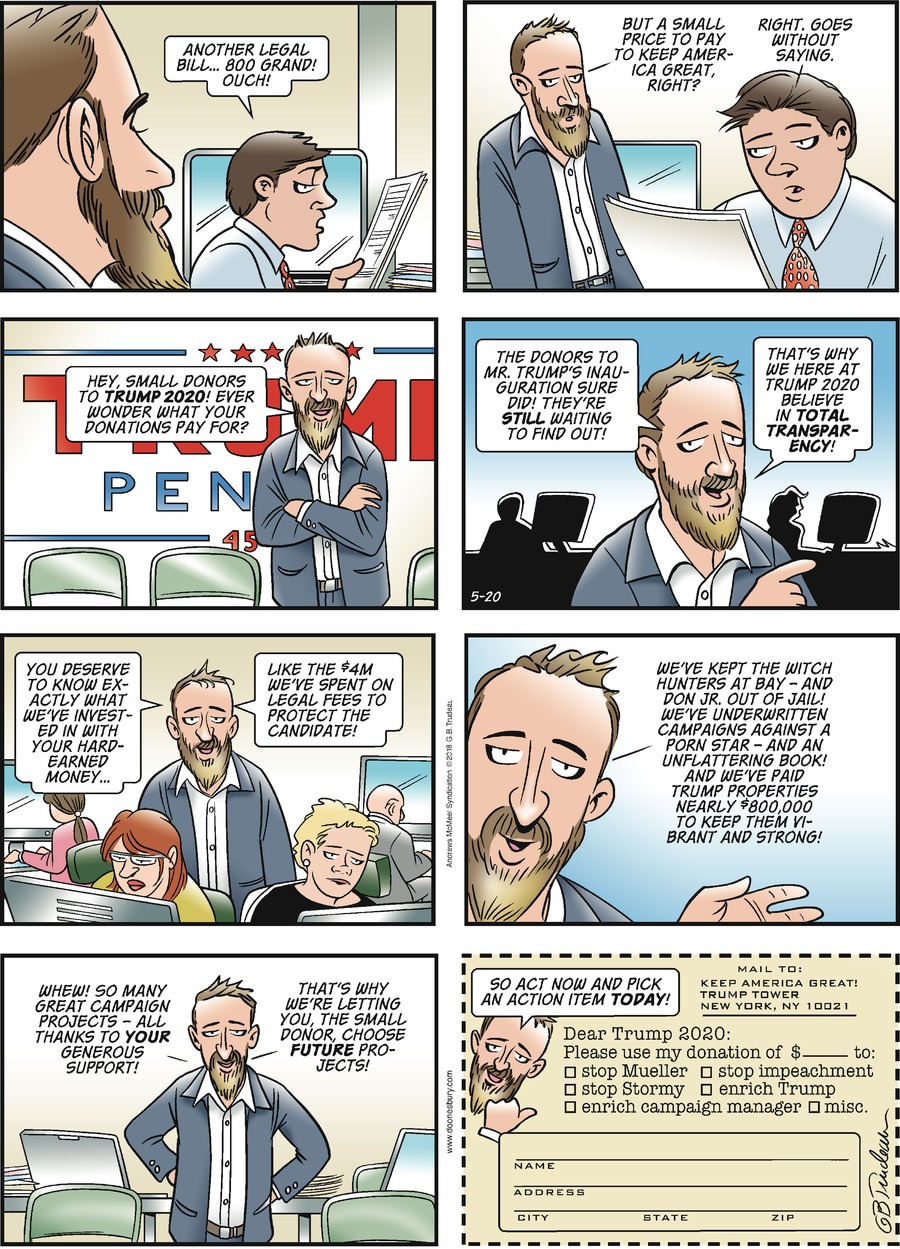 ANOTHER LEGAL
BILL... 800 GRAND!
OUCH!
BUT A SMALL
PRICE TO PAY
TO KEEP AMER-
ICA GREAT,
RIGHT?
RIGHT. GOES
WITHOUT
SAYING.
HEY, SMALL DONORS
TO TRUMP 2020! EVER
WONDER WHAT YOUR
DONATIONS PAY FOR?
TRUM
PEN
45
THE DONORS TO
MR. TRUMP'S INAU-
GURATION SURE
DID! THEY'RE
STILL WAITING
TO FIND OUT!
THAT'S WHY
WE HERE AT
TRUMP 2020
BELIEVE
IN TOTAL
TRANSPAR-
ENCY!
5-20
YOU DESERVE
TO KNOW EX-
ACTLY WHAT
WE'VE INVEST-
ED IN WITH
YOUR HARD-
EARNED
MONEY...
LIKE THE $4M
WE'VE SPENT ON
LEGAL FEES TO
PROTECT THE
CANDIDATE!
Andrews McMeel Syndication © 2018 G.B. Trudeau
WE'VE KEPT THE WITCH
HUNTERS AT BAY – AND
DON JR. OUT OF JAIL!
WE'VE UNDERWRITTEN
CAMPAIGNS AGAINST A
PORN STAR – AND AN
UNFLATTERING BOOK!
AND WE'VE PAID
TRUMP PROPERTIES
NEARLY $800,000
TO KEEP THEM VI-
BRANT AND STRONG!
WHEW! SO MANY
GREAT CAMPAIGN
PROJECTS – ALL
THANKS TO YOUR
GENEROUS
SUPPORT!
THAT'S WHY
WE'RE LETTING
YOU, THE SMALL
DONOR, CHOOSE
FUTURE PRO-
JECTS!
www.doonesbury.com
SO ACT NOW AND PICK
AN ACTION ITEM TODAY!
MAIL TO:
KEEP AMERICA GREAT!
TRUMP TOWER
NEW YORK, NY 10021
Dear Trump 2020:
Please use my donation of $____ to:
☐ stop Mueller ☐ stop impeachment
☐ stop Stormy ☐ enrich Trump
☐ enrich campaign manager ☐ misc.
NAME
ADDRESS
CITY STATE ZIP
GB Trudeau